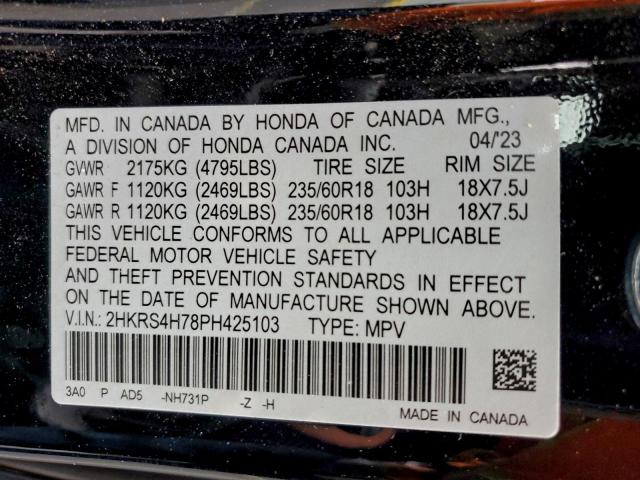 MFD. IN CANADA BY HONDA OF CANADA MFG.,
A DIVISION OF HONDA CANADA INC. 04/'23
GVWR 2175KG (4795LBS) TIRE SIZE RIM SIZE
GAWR F 1120KG (2469LBS) 235/60R18 103H 18X7.5J
GAWR R 1120KG (2469LBS) 235/60R18 103H 18X7.5J
THIS VEHICLE CONFORMS TO ALL APPLICABLE
FEDERAL MOTOR VEHICLE SAFETY
AND THEFT PREVENTION STANDARDS IN EFFECT
ON THE DATE OF MANUFACTURE SHOWN ABOVE.
V.I.N.: 2HKRS4H78PH425103 TYPE: MPV
3A0 P AD5 -NH731P -Z -H
MADE IN CANADA